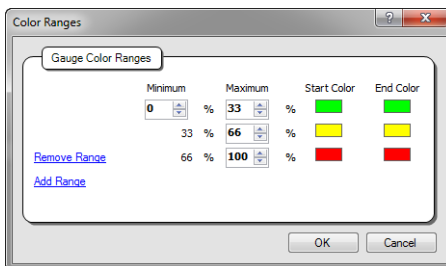 Color Ranges
Gauge Color Ranges
Minimum Maximum Start Color End Color
0 % 33 %
33 % 66 %
Remove Range 66 % 100 %
Add Range
OK Cancel